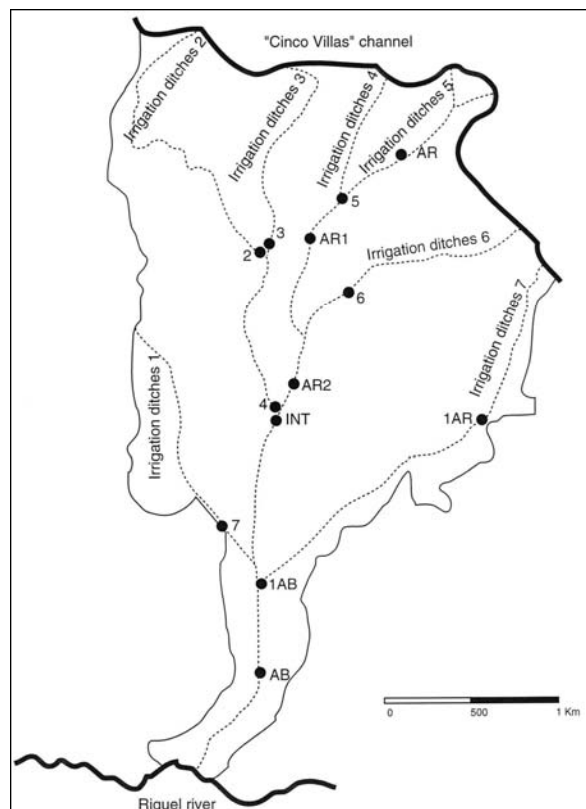 "Cinco Villas" channel
Irrigation ditches 2
Irrigation ditches 3
Irrigation ditches 4
Irrigation ditches 5
AR
5
3
2
AR1
Irrigation ditches 6
6
Irrigation ditches 7
Irrigation ditches 1
AR2
4
INT
1AR
7
1AB
AB
0
500
1 Km
Riguel river